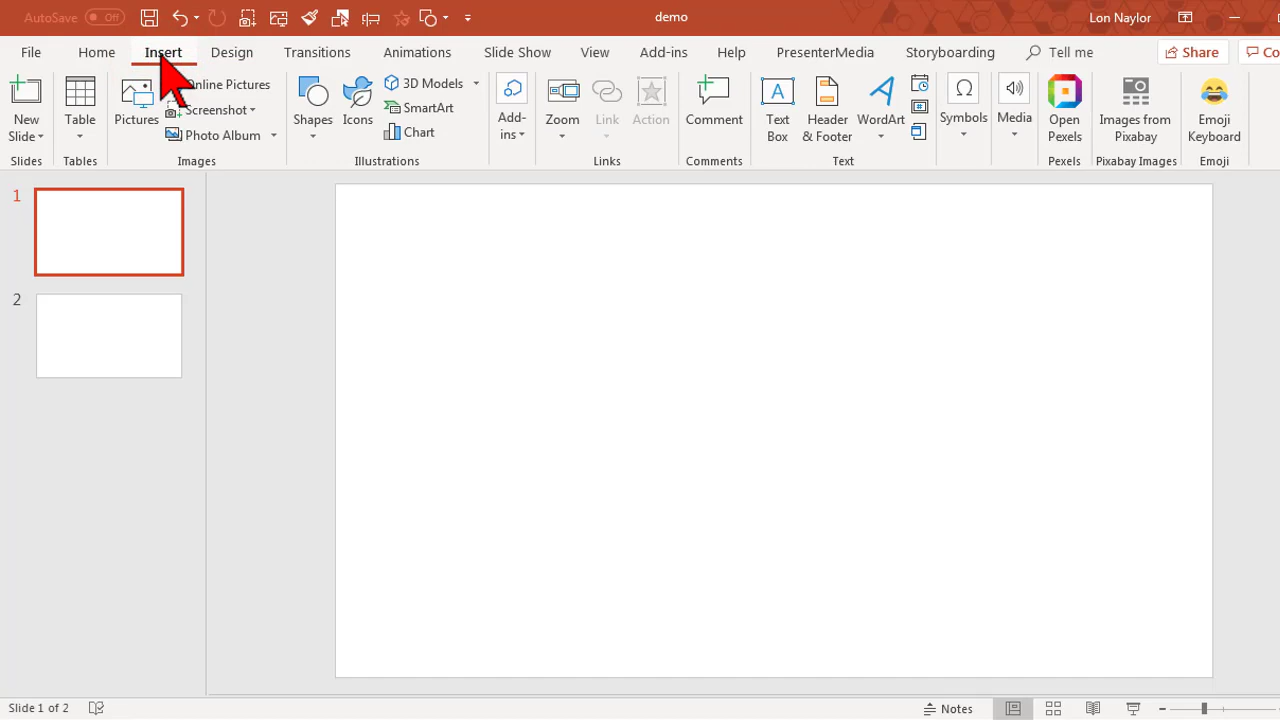 AutoSave Off demo Lon Naylor
File Home Insert Design Transitions Animations Slide Show View Add-ins Help PresenterMedia Storyboarding Tell me Share Co
New Slide
Table
Pictures
Online Pictures
Screenshot
Photo Album
Shapes
Icons
3D Models
SmartArt
Chart
Add-ins
Zoom
Link
Action
Comment
Text Box
Header & Footer
WordArt
Symbols
Media
Open Pexels
Images from Pixabay
Emoji Keyboard
Slides Tables Images Illustrations Links Comments Text Pexels Pixabay Images Emoji
1
2
Slide 1 of 2 Notes